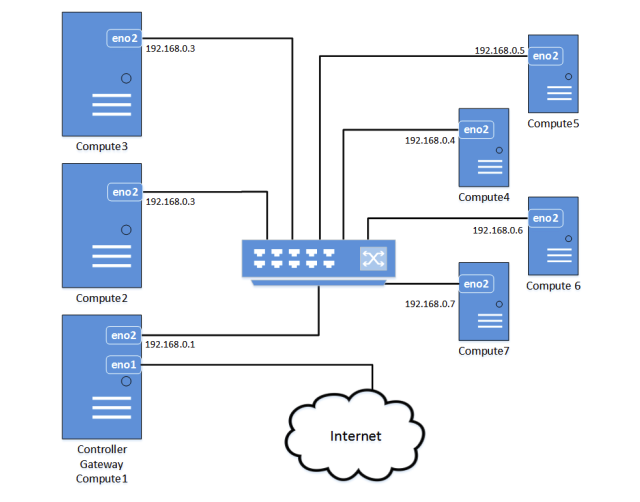 eno2
192.168.0.3
Compute3
eno2
192.168.0.3
Compute2
eno2
192.168.0.1
eno1
Controller
Gateway
Compute1
192.168.0.5
eno2
Compute5
eno2
192.168.0.4
Compute4
eno2
192.168.0.6
Compute 6
eno2
192.168.0.7
Compute7
Internet